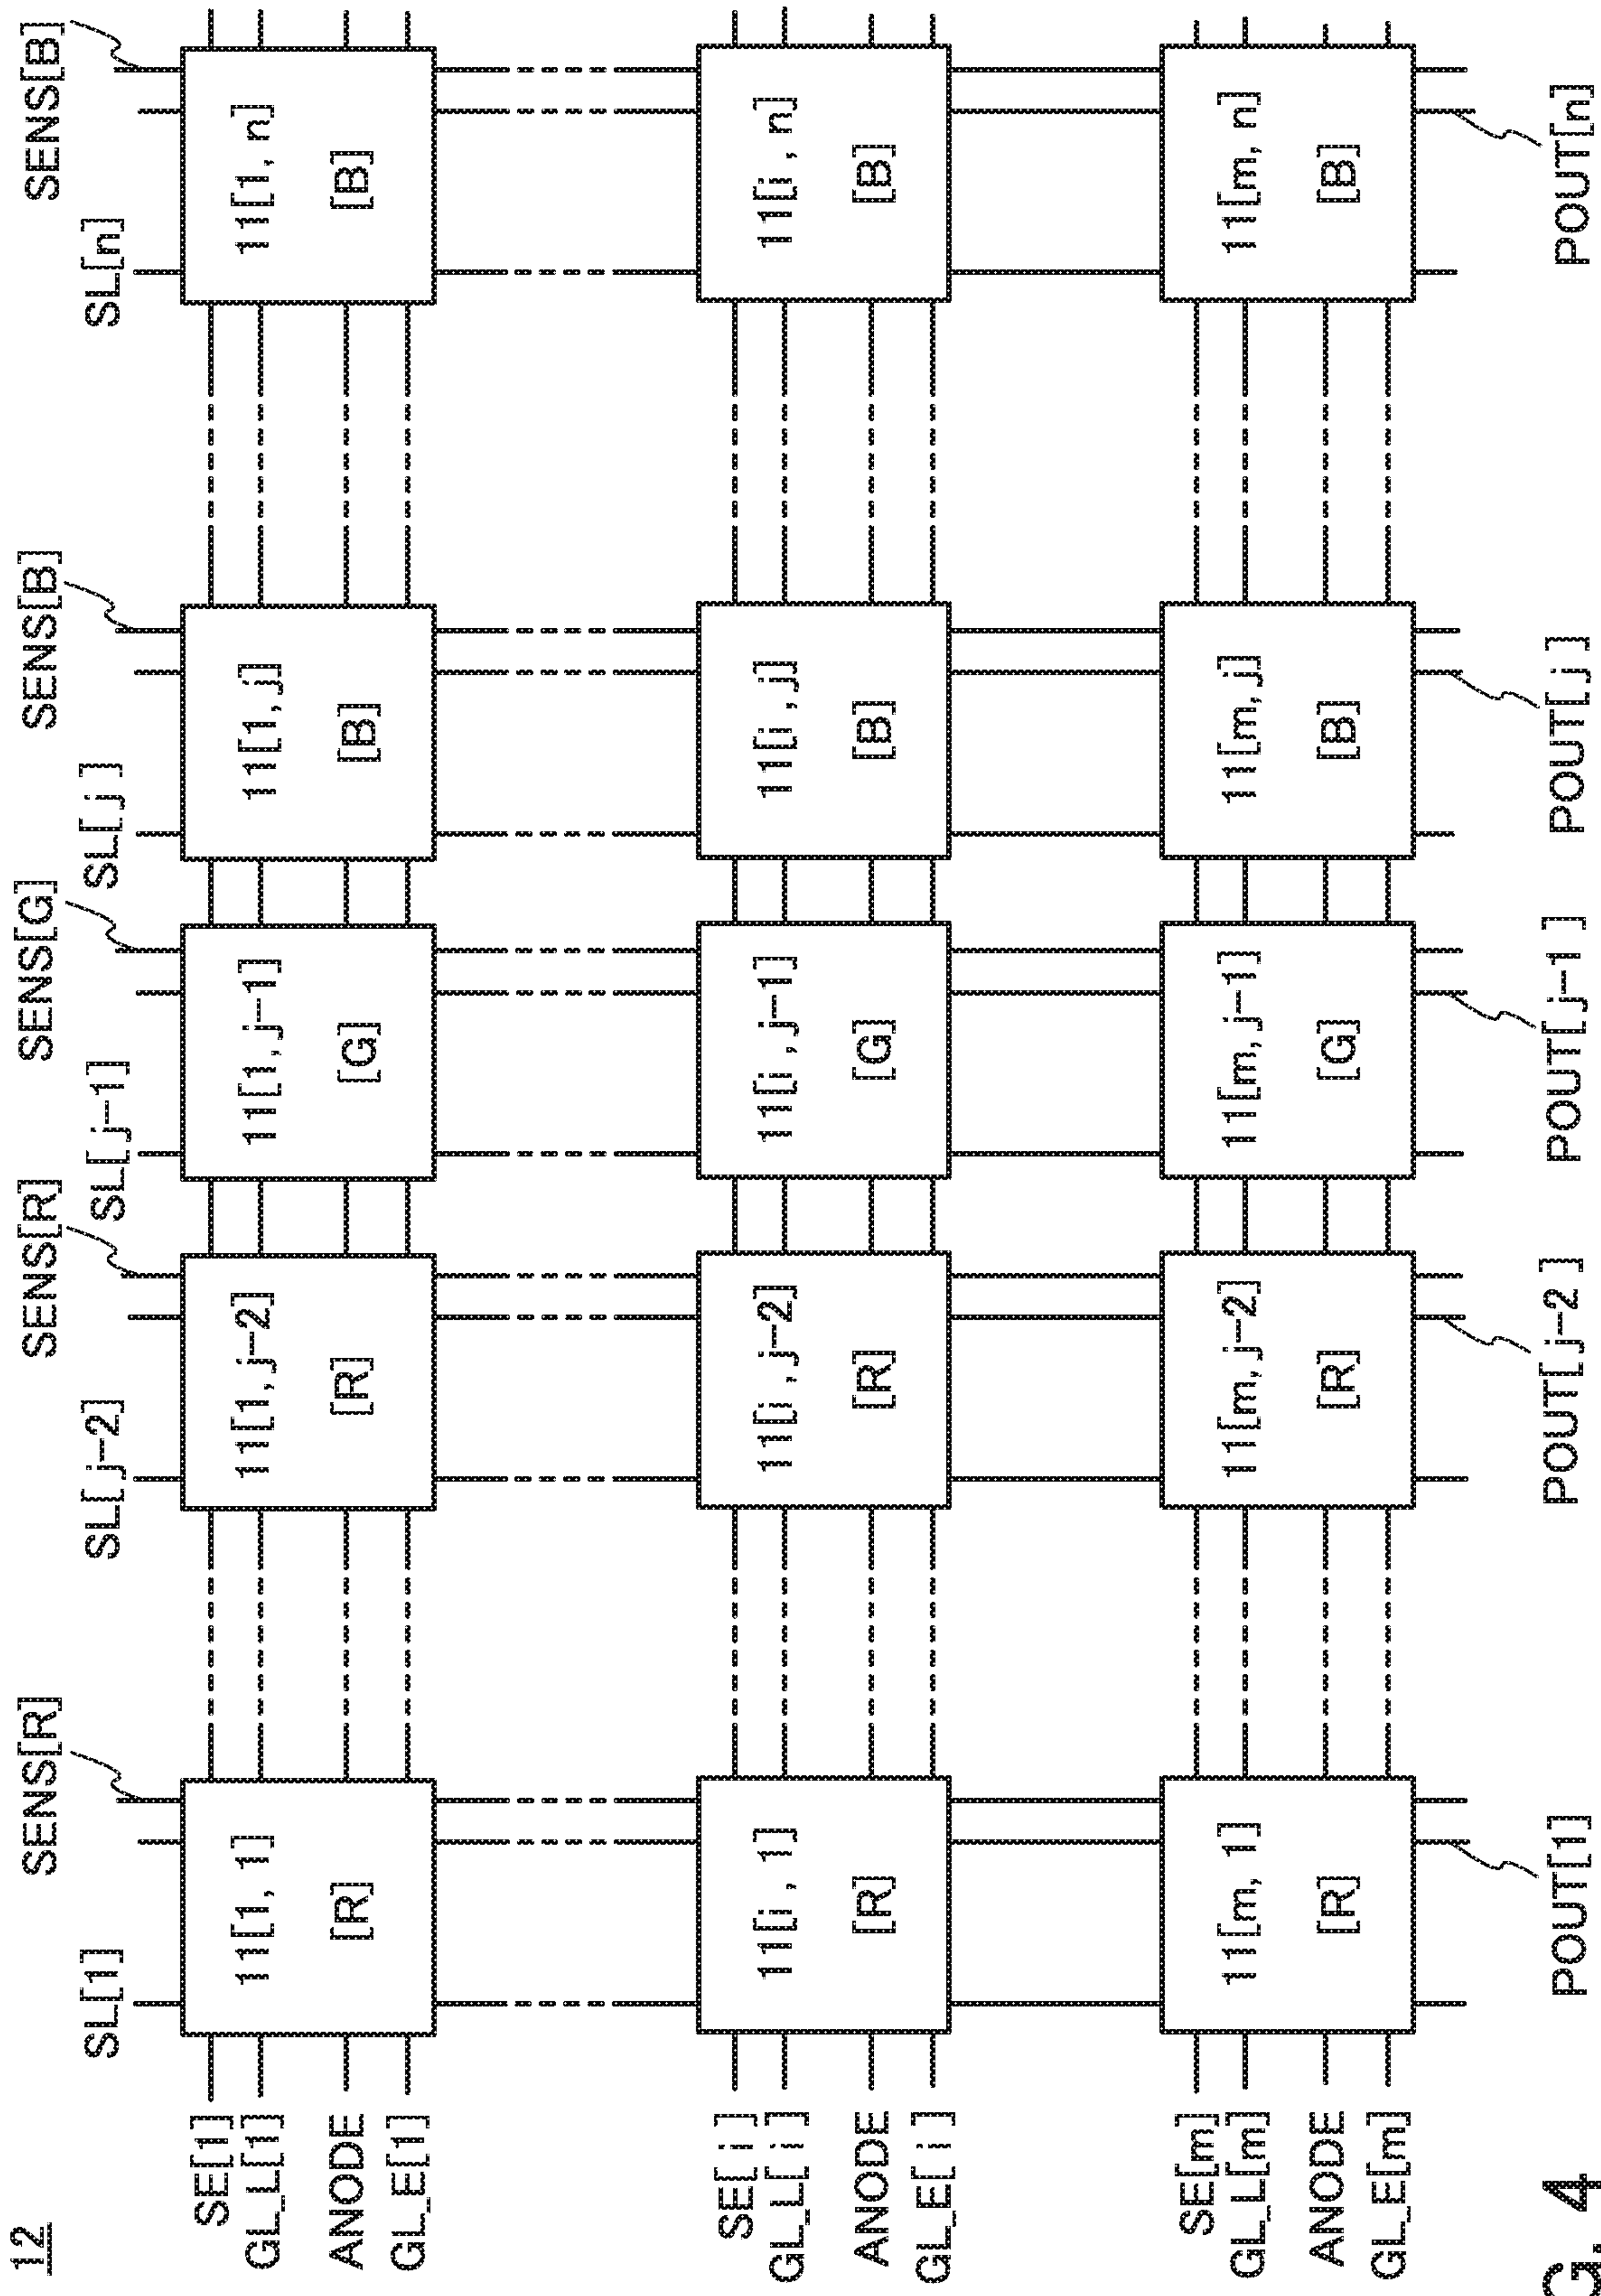 12
SL[1]
SENS[R]
SL[j-2]
SENS[R]
SL[j-1]
SENS[G]
SL[j]
SENS[B]
SL[n]
SENS[B]
SE[1]
GL_L[1]
ANODE
GL_E[1]
11[1, 1]
[R]
11[1, j-2]
[R]
11[1, j-1]
[G]
11[1, j]
[B]
11[1, n]
[B]
SE[i]
GL_L[i]
ANODE
GL_E[i]
11[i, 1]
[R]
11[i, j-2]
[R]
11[i, j-1]
[G]
11[i, j]
[B]
11[i, n]
[B]
SE[m]
GL_L[m]
ANODE
GL_E[m]
11[m, 1]
[R]
11[m, j-2]
[R]
11[m, j-1]
[G]
11[m, j]
[B]
11[m, n]
[B]
POUT[1]
POUT[j-2]
POUT[j-1]
POUT[j]
POUT[n]
G. 4